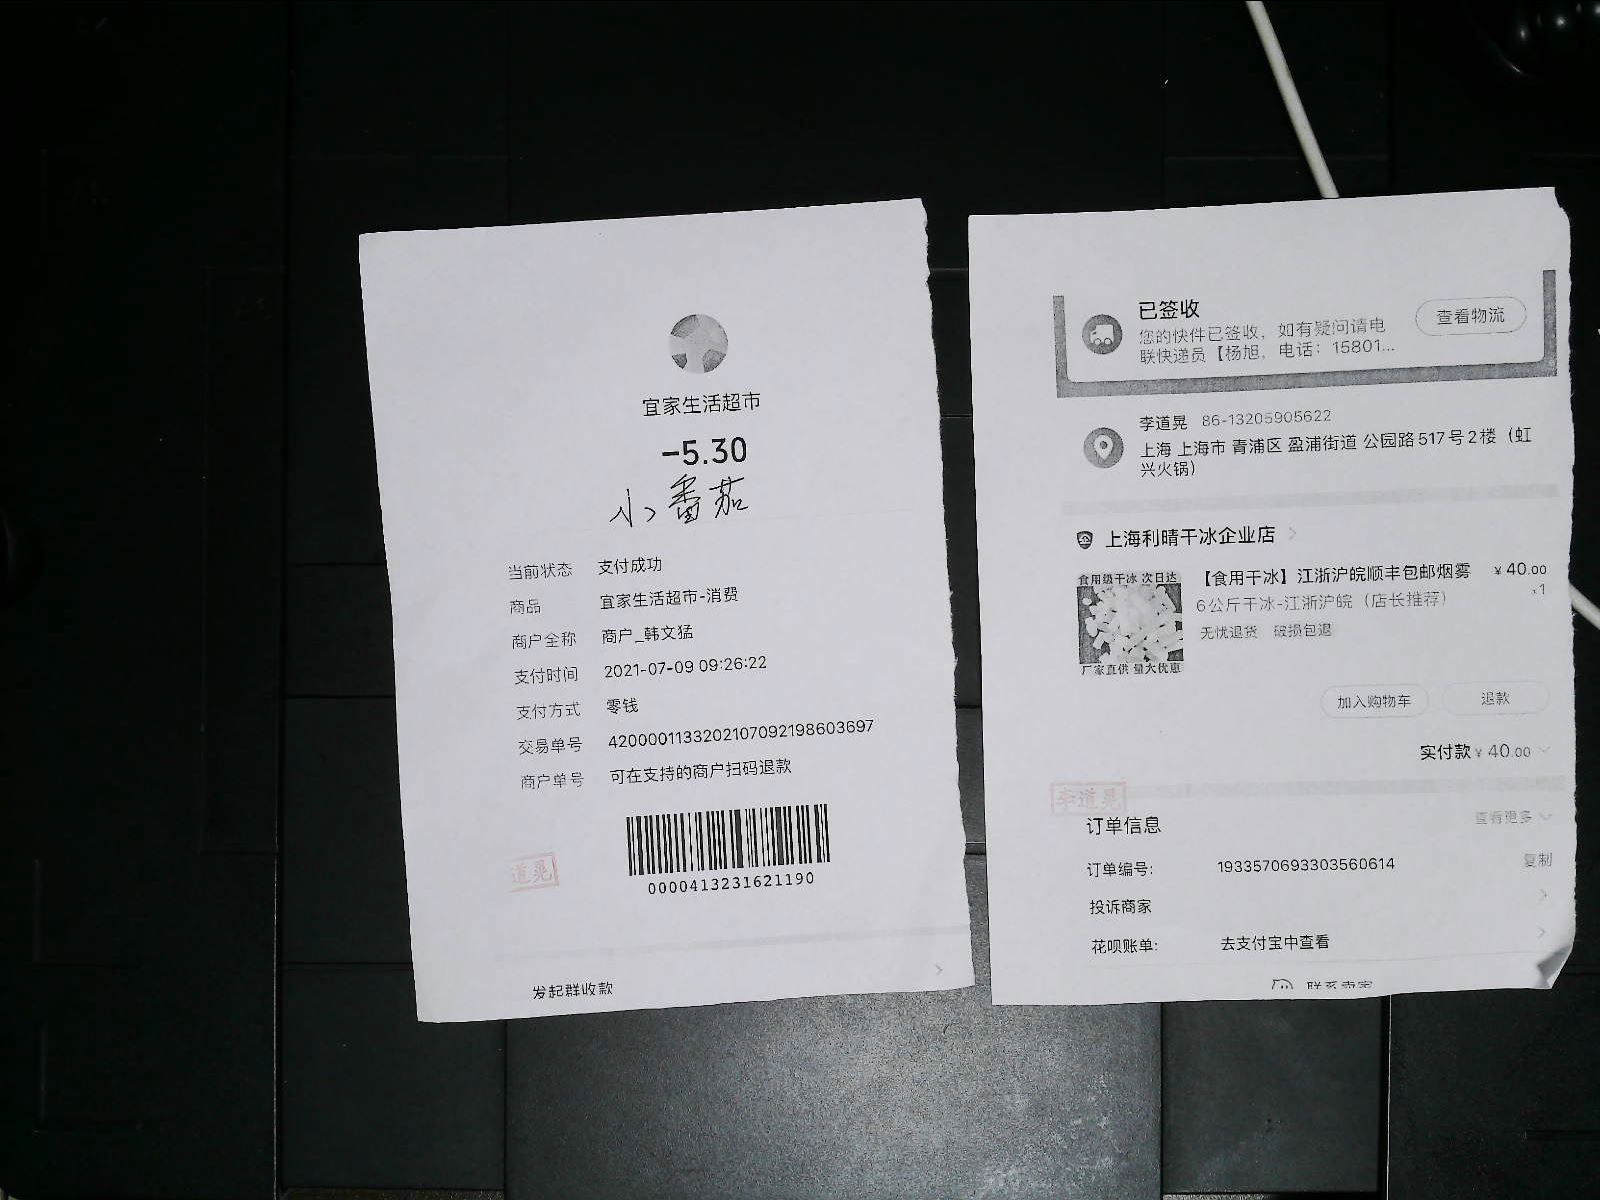 宜家生活超市
-5.30
小番茄
当前状态 支付成功
商品 宜家生活超市-消费
商户全称 商户_韩文猛
支付时间 2021-07-09 09:26:22
支付方式 零钱
交易单号 4200001133202107092198603697
商户单号 可在支持的商户扫码退款
0000413231621190
道晃
发起群收款
已签收
您的快件已签收，如有疑问请电
联快递员【杨旭，电话：15801...
查看物流
李道晃 86-13205905622
上海 上海市 青浦区 盈浦街道 公园路517号2楼（虹
兴火锅）
上海利晴干冰企业店
食用级干冰 次日达
厂家直供 量大优惠
【食用干冰】江浙沪皖顺丰包邮烟雾 ¥40.00
6公斤干冰-江浙沪皖（店长推荐） x1
无忧退货 破损包退
加入购物车 退款
实付款 ¥40.00
李道晃
订单信息 查看更多
订单编号: 1933570693303560614 复制
投诉商家
花呗账单: 去支付宝中查看
联系卖家